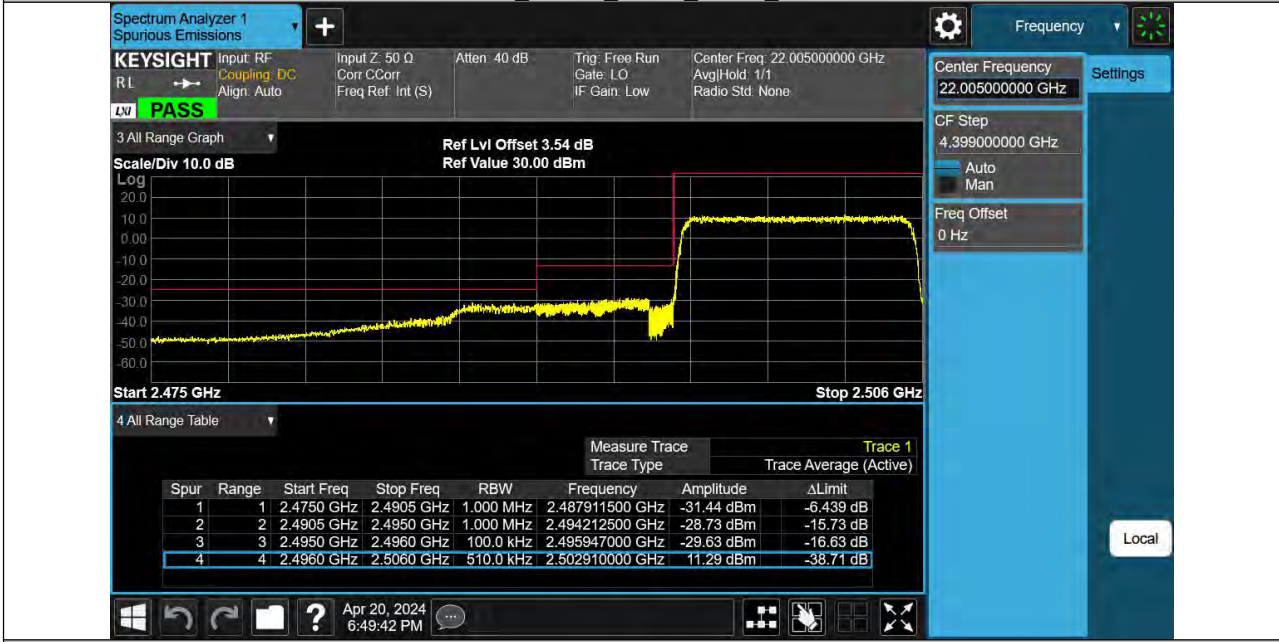 Spectrum Analyzer 1
Spurious Emissions
Frequency
KEYSIGHT
Input: RF
Coupling: DC
Align: Auto
Input Z: 50 Ω
Corr CCorr
Freq Ref: Int (S)
Atten: 40 dB
Trig: Free Run
Gate: LO
IF Gain: Low
Center Freq: 22.005000000 GHz
Avg|Hold: 1/1
Radio Std: None
R L
LXI
PASS
Center Frequency
22.005000000 GHz
Settings
CF Step
4.399000000 GHz
Auto
Man
Freq Offset
0 Hz
3 All Range Graph
Ref Lvl Offset 3.54 dB
Scale/Div 10.0 dB
Ref Value 30.00 dBm
Log
20.0
10.0
0.00
-10.0
-20.0
-30.0
-40.0
-50.0
-60.0
Start 2.475 GHz
Stop 2.506 GHz
4 All Range Table
Measure Trace Trace 1
Trace Type Trace Average (Active)
Spur Range Start Freq Stop Freq RBW Frequency Amplitude ΔLimit
1 1 2.4750 GHz 2.4905 GHz 1.000 MHz 2.487911500 GHz -31.44 dBm -6.439 dB
2 2 2.4905 GHz 2.4950 GHz 1.000 MHz 2.494212500 GHz -28.73 dBm -15.73 dB
3 3 2.4950 GHz 2.4960 GHz 100.0 kHz 2.495947000 GHz -29.63 dBm -16.63 dB
4 4 2.4960 GHz 2.5060 GHz 510.0 kHz 2.502910000 GHz 11.29 dBm -38.71 dB
Local
?
Apr 20, 2024
6:49:42 PM